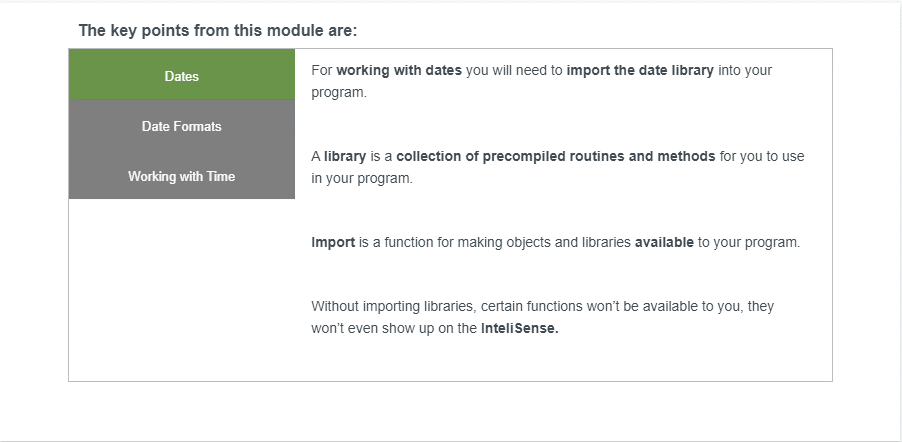 The key points from this module are:
Dates
Date Formats
Working with Time
For working with dates you will need to import the date library into your
program.
A library is a collection of precompiled routines and methods for you to use
in your program.
Import is a function for making objects and libraries available to your program.
Without importing libraries, certain functions won’t be available to you, they
won’t even show up on the InteliSense.